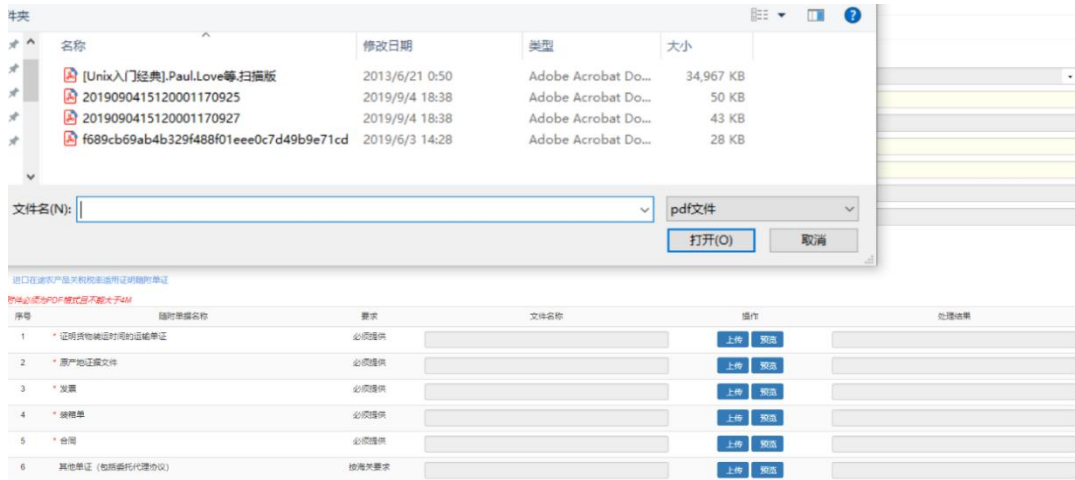 件夹
名称 修改日期 类型 大小
[Unix入门经典].Paul.Love等.扫描版 2013/6/21 0:50 Adobe Acrobat Do... 34,967 KB
2019090415120001170925 2019/9/4 18:38 Adobe Acrobat Do... 50 KB
2019090415120001170927 2019/9/4 18:38 Adobe Acrobat Do... 43 KB
f689cb69ab4b329f488f01eee0c7d49b9e71cd 2019/6/3 14:28 Adobe Acrobat Do... 28 KB
文件名(N): pdf文件
打开(O) 取消
进口在途农产品关税税率适用证明随附单证
附件必须为PDF格式且不能大于4M
序号 随附单据名称 要求 文件名称 操作 处理结果
1 * 证明货物装运时间的运输单证 必须提供 上传 预览
2 * 原产地证据文件 必须提供 上传 预览
3 * 发票 必须提供 上传 预览
4 * 装箱单 必须提供 上传 预览
5 * 合同 必须提供 上传 预览
6 其他单证（包括委托代理协议） 按海关要求 上传 预览